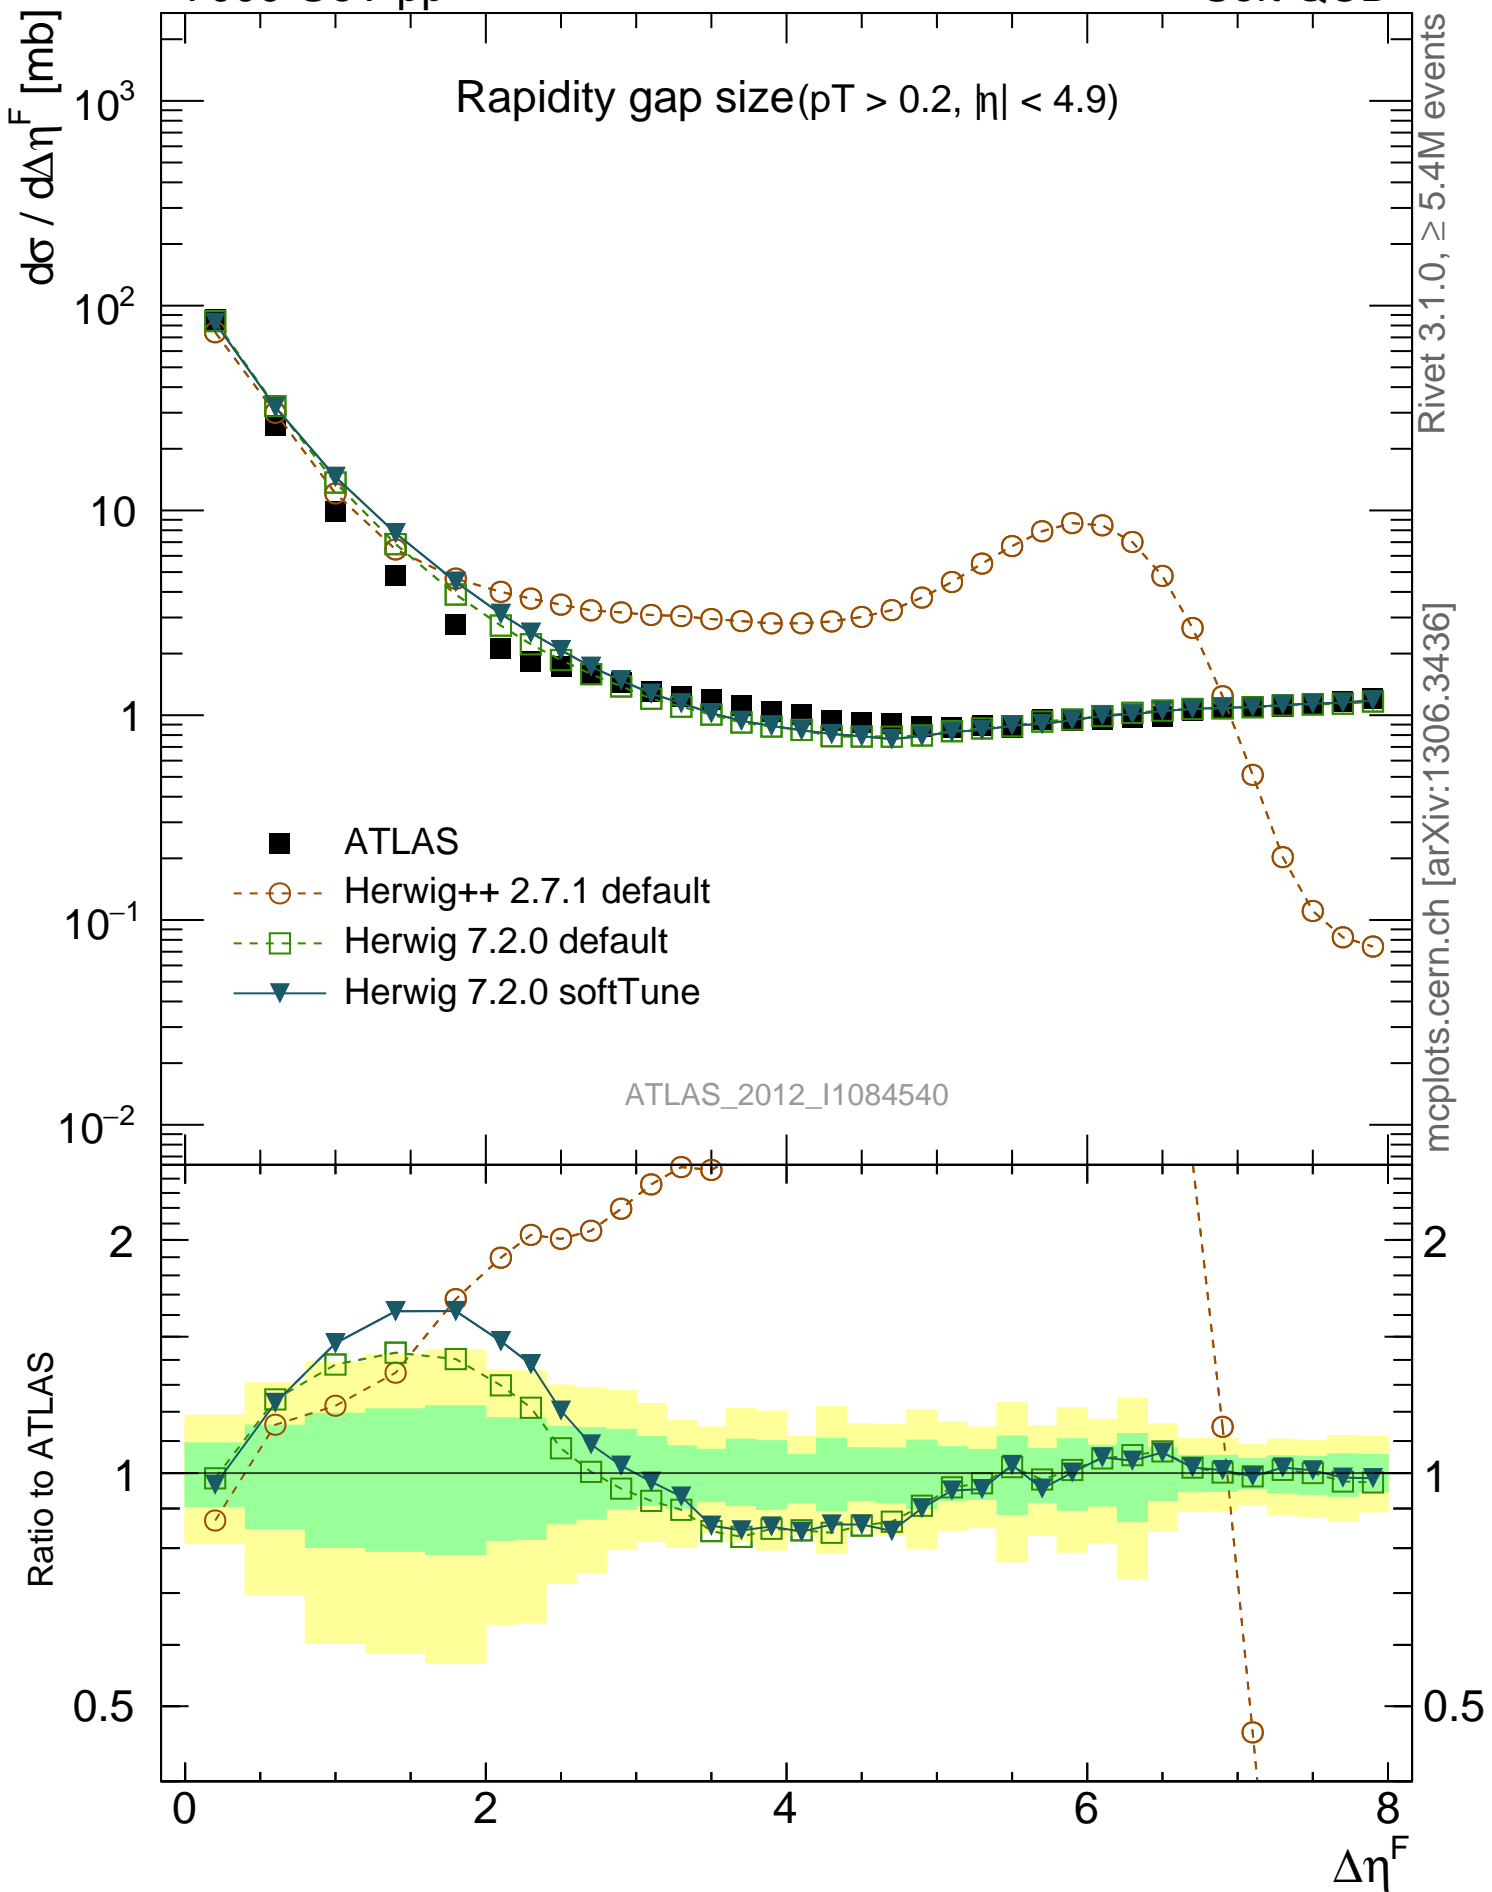 Rapidity gap size (pT > 0.2, |η| < 4.9)
dσ / dΔη^F [mb]
10^3
10^2
10
1
10^−1
10^−2
ATLAS
Herwig++ 2.7.1 default
Herwig 7.2.0 default
Herwig 7.2.0 softTune
ATLAS_2012_I1084540
Rivet 3.1.0, ≥ 5.4M events
mcplots.cern.ch [arXiv:1306.3436]
Ratio to ATLAS
2
1
0.5
2
1
0.5
0 2 4 6 8
Δη^F